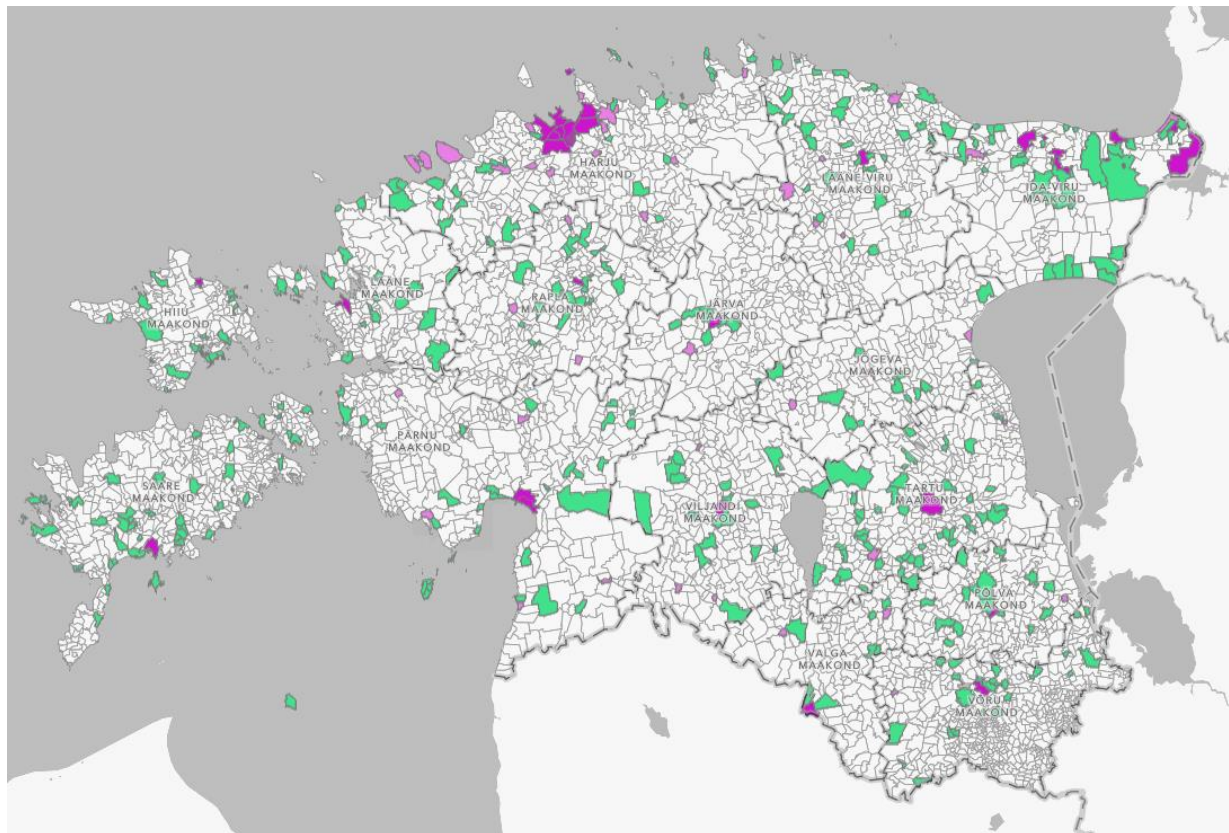 HARJU
MAAKOND
LÄÄNE-VIRU
MAAKOND
IDA-VIRU
MAAKOND
LÄÄNE
MAAKOND
HIIU
MAAKOND
RAPLA
MAAKOND
JÄRVA
MAAKOND
JÕGEVA
MAAKOND
PÄRNU
MAAKOND
SAARE
MAAKOND
VILJANDI
MAAKOND
TARTU
MAAKOND
PÕLVA
MAAKOND
VALGA
MAAKOND
VÕRU
MAAKOND